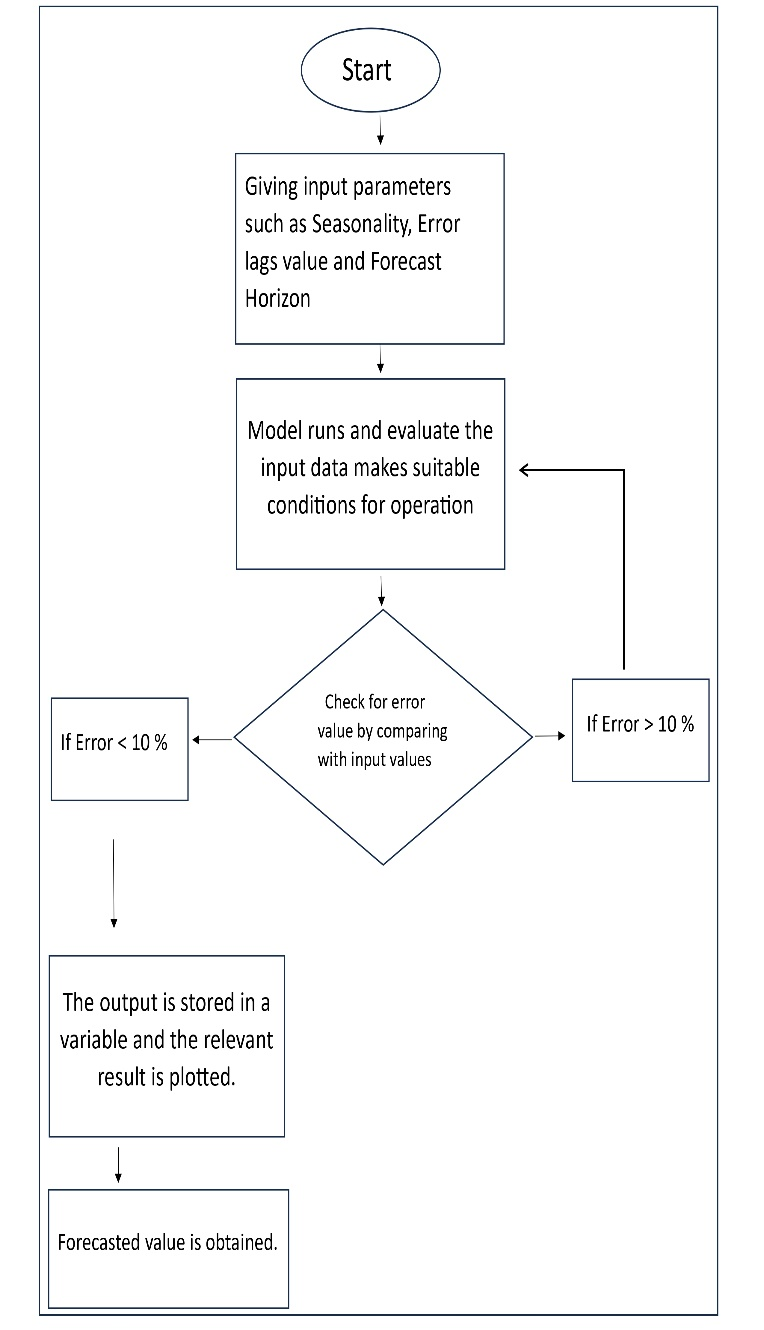 Start
Giving input parameters
such as Seasonality, Error
lags value and Forecast
Horizon
Model runs and evaluate the
input data makes suitable
conditions for operation
Check for error
value by comparing
with input values
If Error < 10 %
If Error > 10 %
The output is stored in a
variable and the relevant
result is plotted.
Forecasted value is obtained.